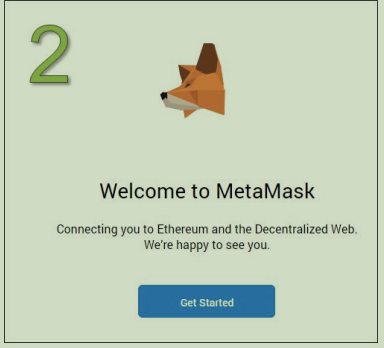 2
Welcome to MetaMask
Connecting you to Ethereum and the Decentralized Web.
We're happy to see you.
Get Started